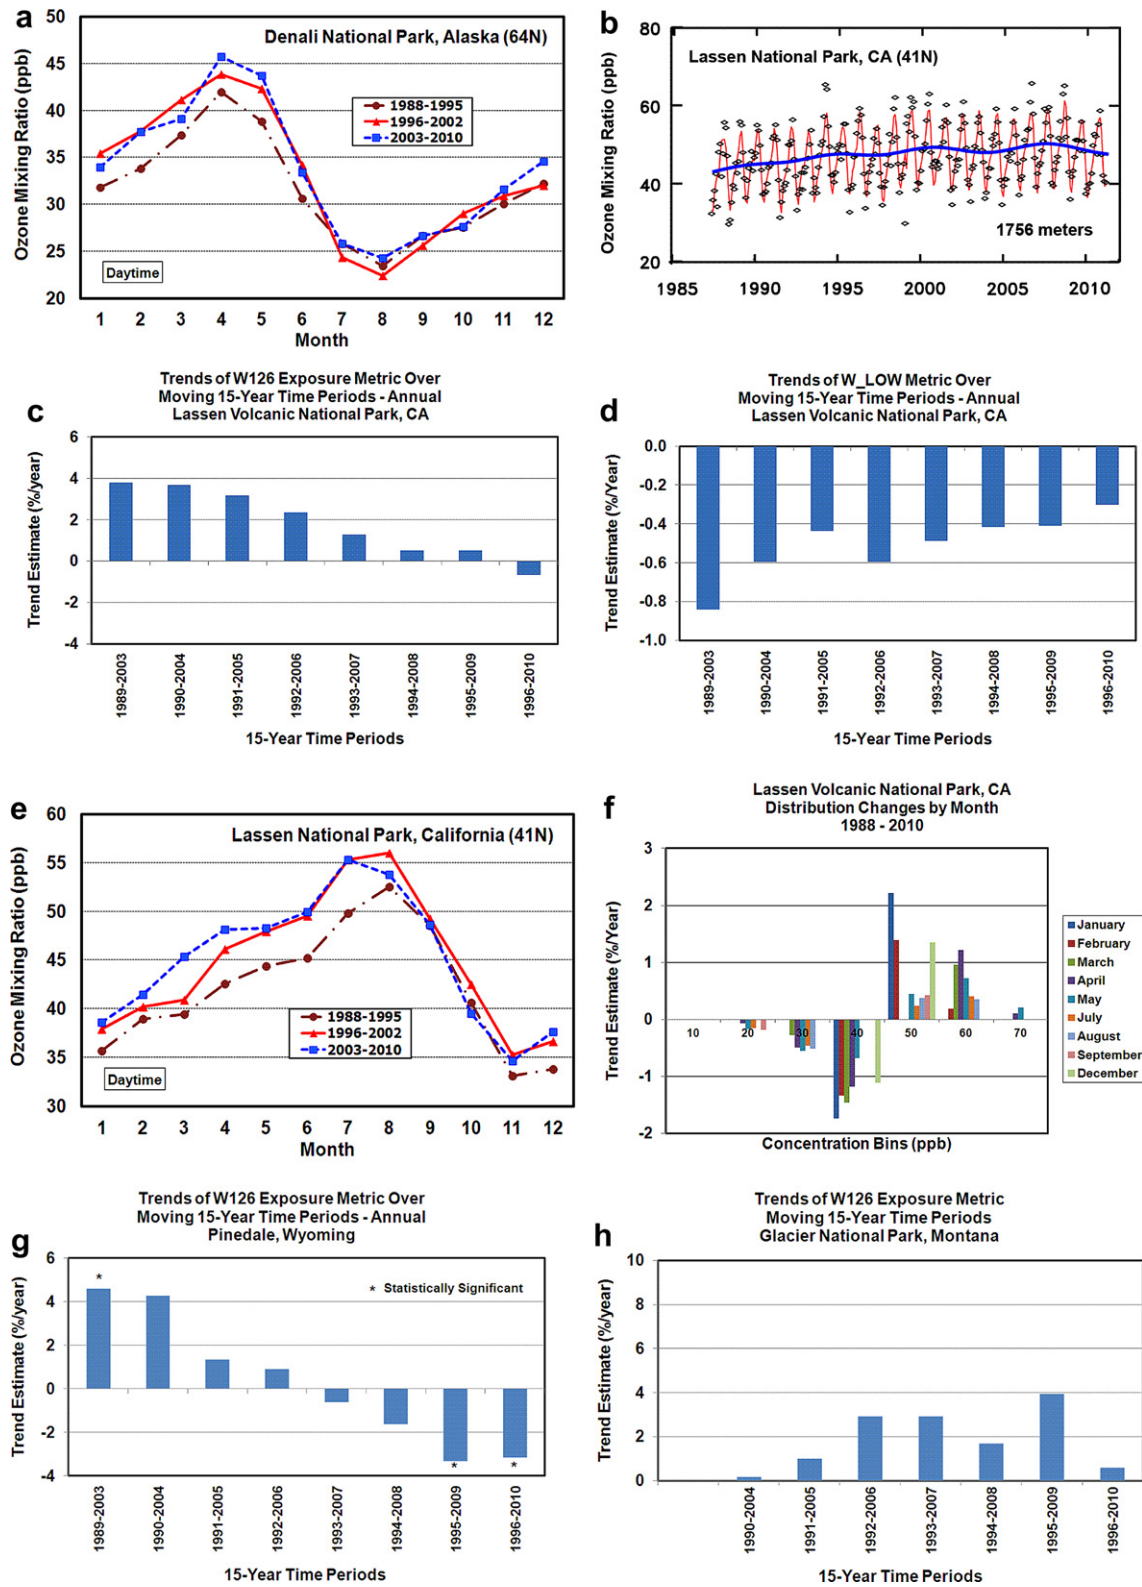 a
Ozone Mixing Ratio (ppb)
50
45
40
35
30
25
20
Denali National Park, Alaska (64N)
1988-1995
1996-2002
2003-2010
Daytime
1 2 3 4 5 6 7 8 9 10 11 12
Month
b
Ozone Mixing Ratio (ppb)
80
60
40
20
Lassen National Park, CA (41N)
1756 meters
1985 1990 1995 2000 2005 2010
c
Trends of W126 Exposure Metric Over
Moving 15-Year Time Periods - Annual
Lassen Volcanic National Park, CA
Trend Estimate (%/year)
6
4
2
0
-2
-4
1989-2003
1990-2004
1991-2005
1992-2006
1993-2007
1994-2008
1995-2009
1996-2010
15-Year Time Periods
d
Trends of W_LOW Metric Over
Moving 15-Year Time Periods - Annual
Lassen Volcanic National Park, CA
Trend Estimate (%/Year)
0.0
-0.2
-0.4
-0.6
-0.8
-1.0
1989-2003
1990-2004
1991-2005
1992-2006
1993-2007
1994-2008
1995-2009
1996-2010
15-Year Time Periods
e
Ozone Mixing Ratio (ppb)
60
55
50
45
40
35
30
Lassen National Park, California (41N)
1988-1995
1996-2002
2003-2010
Daytime
1 2 3 4 5 6 7 8 9 10 11 12
Month
f
Lassen Volcanic National Park, CA
Distribution Changes by Month
1988 - 2010
Trend Estimate (%/Year)
3
2
1
0
-1
-2
10 20 30 40 50 60 70
Concentration Bins (ppb)
January
February
March
April
May
July
August
September
December
g
Trends of W126 Exposure Metric Over
Moving 15-Year Time Periods - Annual
Pinedale, Wyoming
Trend Estimate (%/year)
6
4
2
0
-2
-4
*
* Statistically Significant
* *
1989-2003
1990-2004
1991-2005
1992-2006
1993-2007
1994-2008
1995-2009
1996-2010
15-Year Time Periods
h
Trends of W126 Exposure Metric
Moving 15-Year Time Periods
Glacier National Park, Montana
Trend Estimate (%/year)
10
8
6
4
2
0
1990-2004
1991-2005
1992-2006
1993-2007
1994-2008
1995-2009
1996-2010
15-Year Time Periods